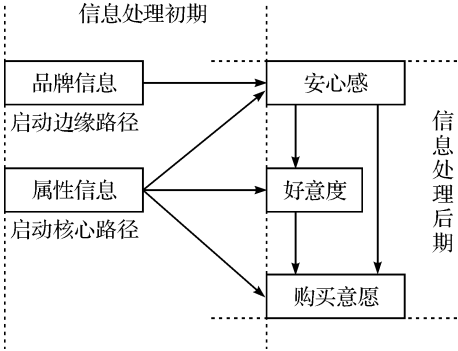 信息处理初期
品牌信息
安心感
启动边缘路径
属性信息
好意度
启动核心路径
购买意愿
信息处理后期